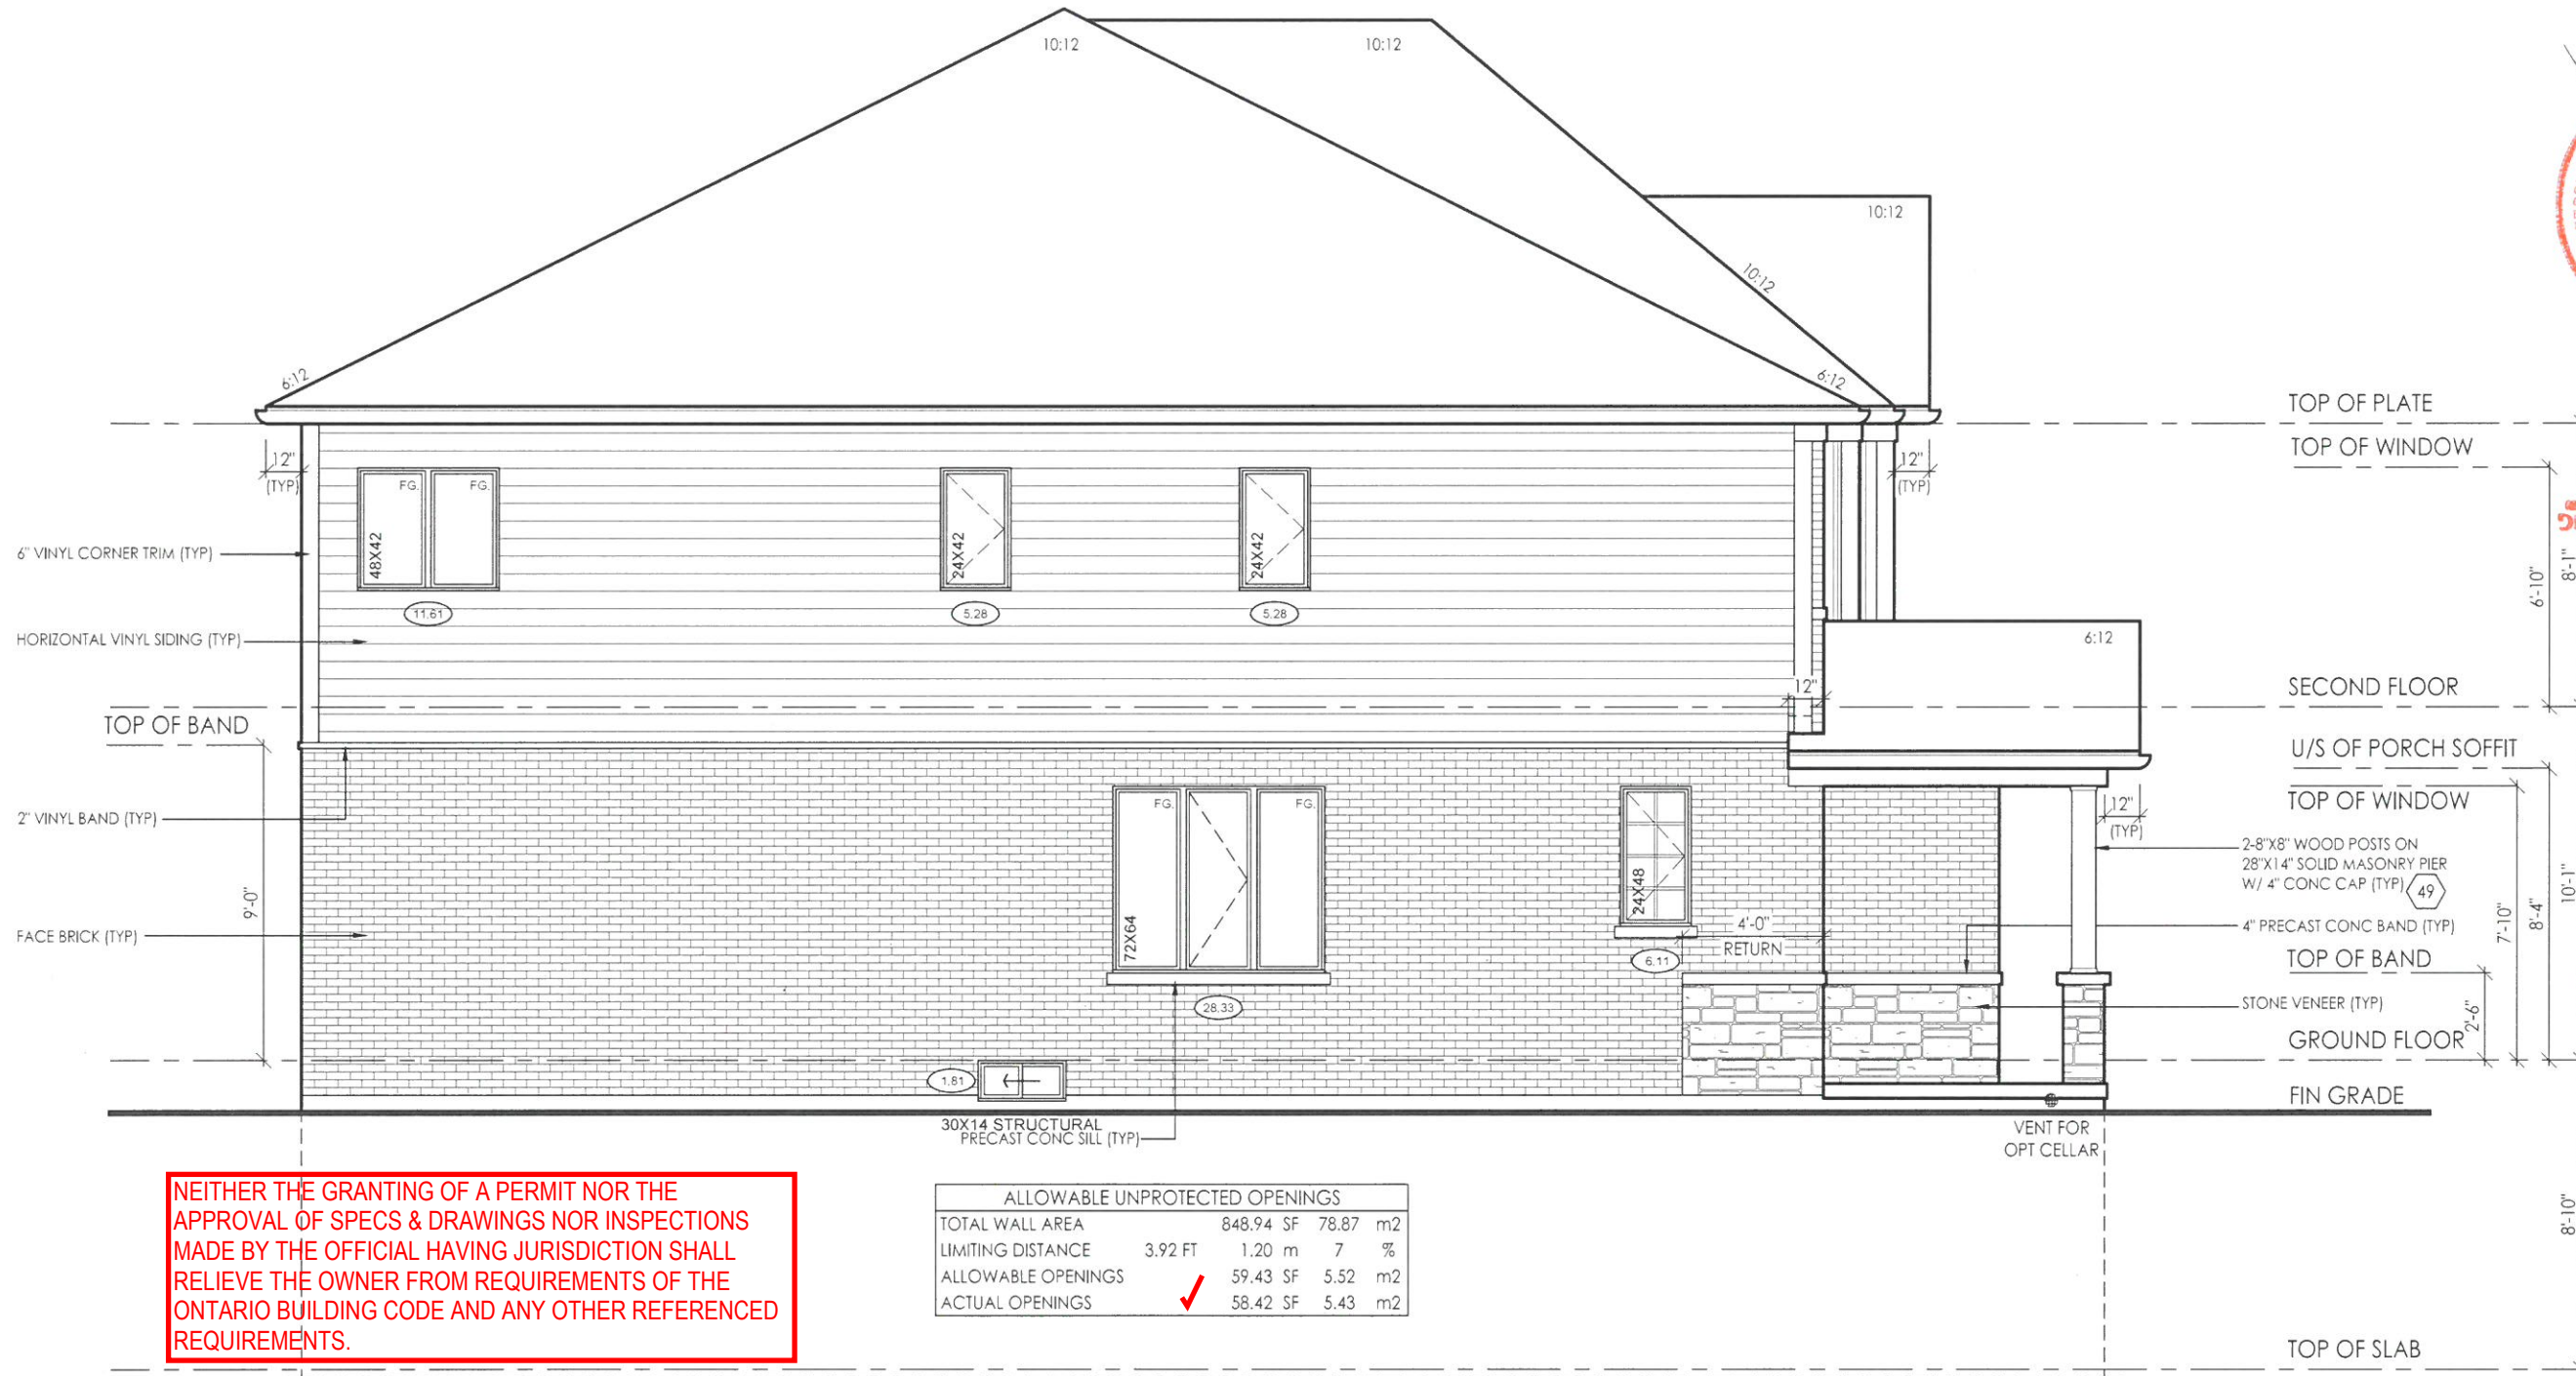 10:12
10:12
10:12
10:12
6:12
6:12
TOP OF PLATE
TOP OF WINDOW
12"
(TYP)
12"
(TYP)
FG.
FG.
48X42
24X42
24X42
11.61
5.28
5.28
6" VINYL CORNER TRIM (TYP)
HORIZONTAL VINYL SIDING (TYP)
6'-10"
8'-1"
6:12
12"
SECOND FLOOR
TOP OF BAND
U/S OF PORCH SOFFIT
TOP OF WINDOW
2" VINYL BAND (TYP)
9'-0"
FACE BRICK (TYP)
FG.
FG.
72X64
28.33
24X48
6.11
4'-0"
RETURN
12"
(TYP)
2-8"X8" WOOD POSTS ON
28"X14" SOLID MASONRY PIER
W/ 4" CONC CAP (TYP)
49
4" PRECAST CONC BAND (TYP)
TOP OF BAND
STONE VENEER (TYP)
GROUND FLOOR
2'-6"
7'-10"
8'-4"
10'-1"
1.81
FIN GRADE
30X14 STRUCTURAL
PRECAST CONC SILL (TYP)
VENT FOR
OPT CELLAR
8'-10"
NEITHER THE GRANTING OF A PERMIT NOR THE
APPROVAL OF SPECS & DRAWINGS NOR INSPECTIONS
MADE BY THE OFFICIAL HAVING JURISDICTION SHALL
RELIEVE THE OWNER FROM REQUIREMENTS OF THE
ONTARIO BUILDING CODE AND ANY OTHER REFERENCED
REQUIREMENTS.
ALLOWABLE UNPROTECTED OPENINGS
TOTAL WALL AREA 848.94 SF 78.87 m2
LIMITING DISTANCE 3.92 FT 1.20 m 7 %
ALLOWABLE OPENINGS 59.43 SF 5.52 m2
ACTUAL OPENINGS 58.42 SF 5.43 m2
TOP OF SLAB